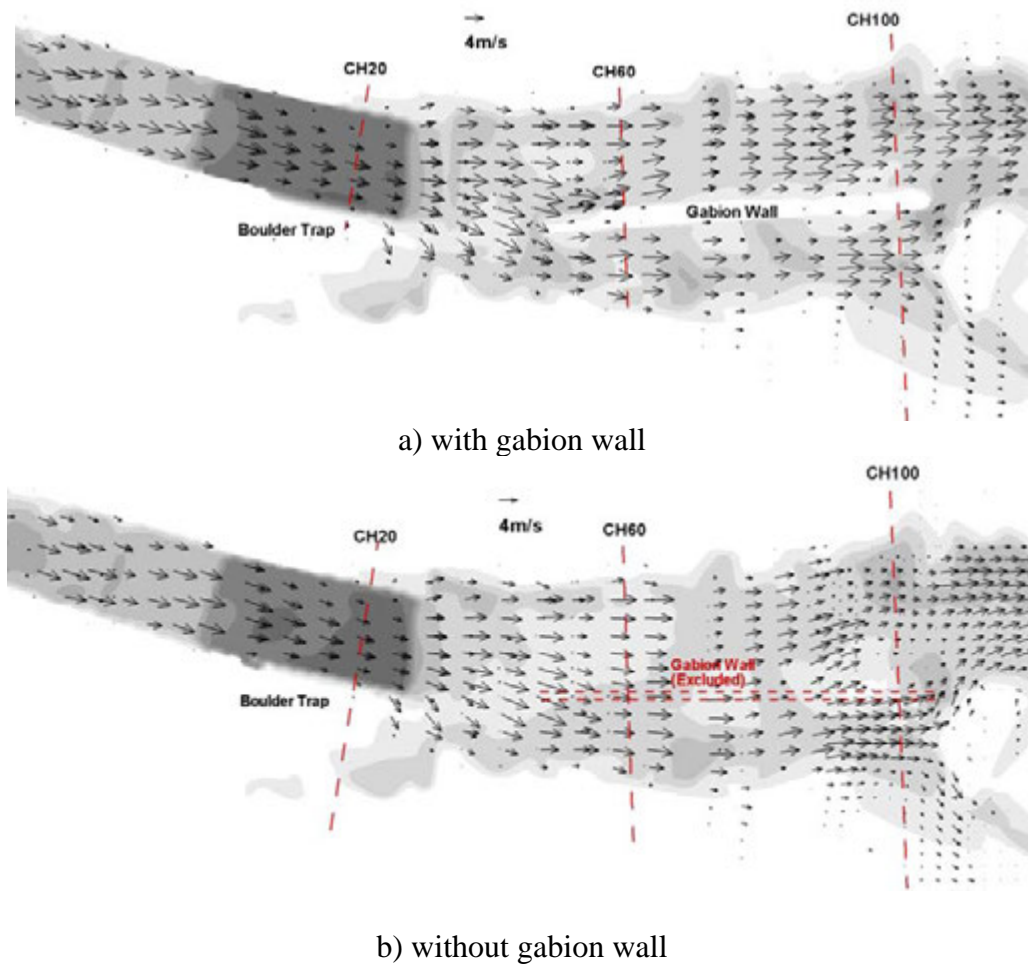 CH100
4m/s
CH20
CH60
Gabion Wall
Boulder Trap
a) with gabion wall
CH100
4m/s
CH20
CH60
Gabion Wall
(Excluded)
Boulder Trap
b) without gabion wall